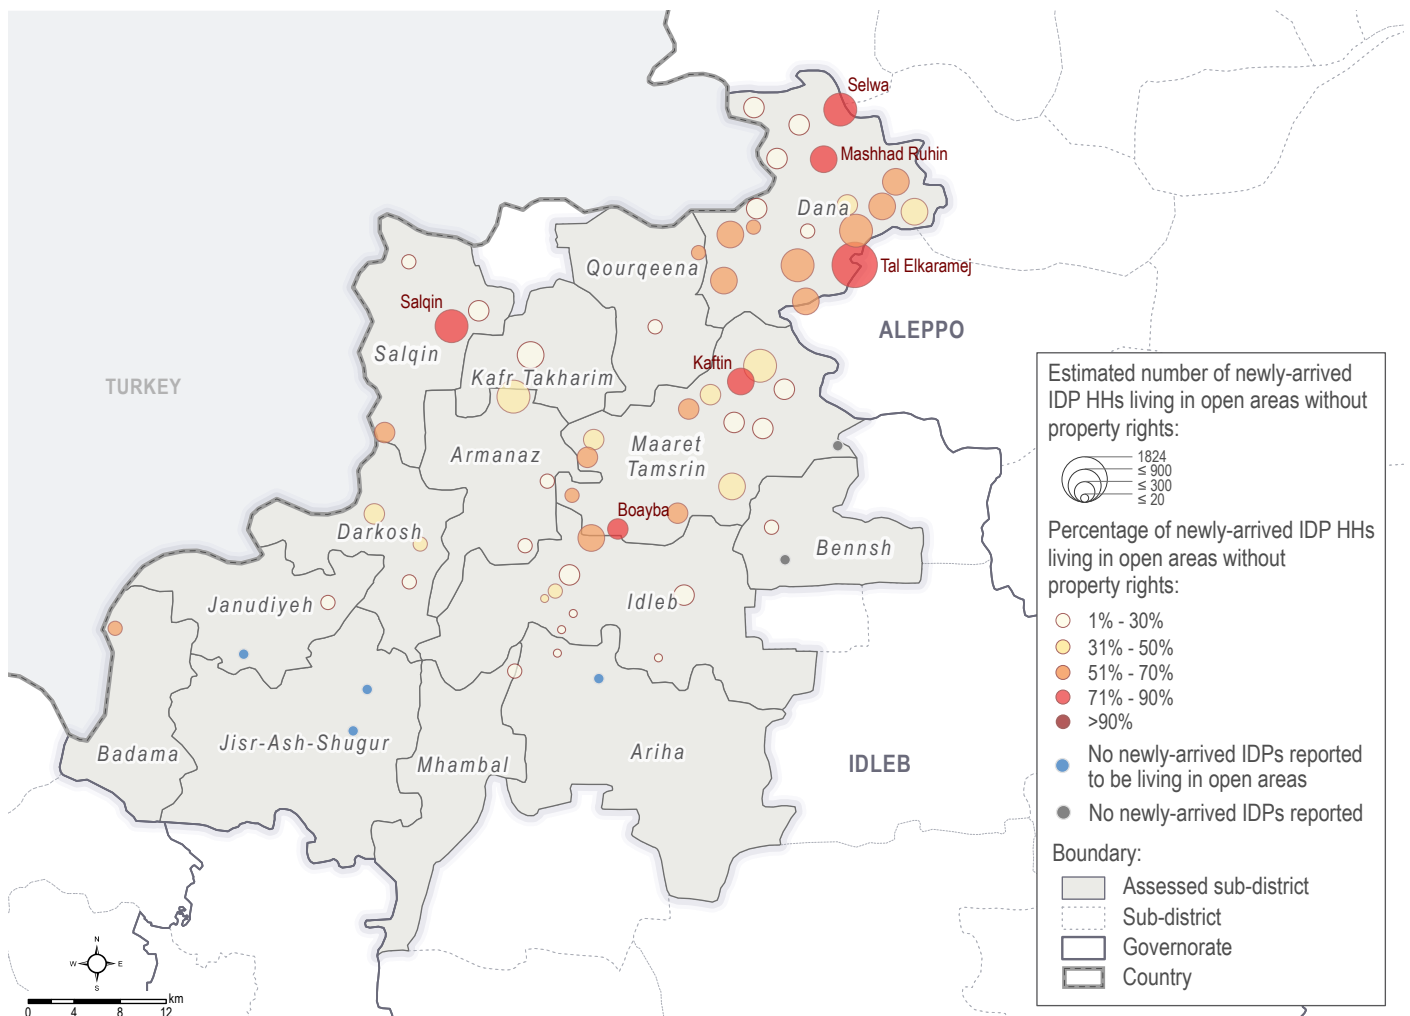 Selwa
Mashhad Ruhin
Dana
Qourqeena
Tal Elkaramej
Salqin
Salqin
ALEPPO
Kaftin
Kafr Takharim
TURKEY
Armanaz
Maaret
Tamsrin
Boayba
Darkosh
Bennsh
Janudiyeh
Idleb
Badama
Jisr-Ash-Shugur
Mhambal
Ariha
IDLEB
Estimated number of newly-arrived
IDP HHs living in open areas without
property rights:
1824
≤ 900
≤ 300
≤ 20
Percentage of newly-arrived IDP HHs
living in open areas without
property rights:
1% - 30%
31% - 50%
51% - 70%
71% - 90%
>90%
No newly-arrived IDPs reported
to be living in open areas
No newly-arrived IDPs reported
Boundary:
Assessed sub-district
Sub-district
Governorate
Country
N
W E
S
km
0 4 8 12